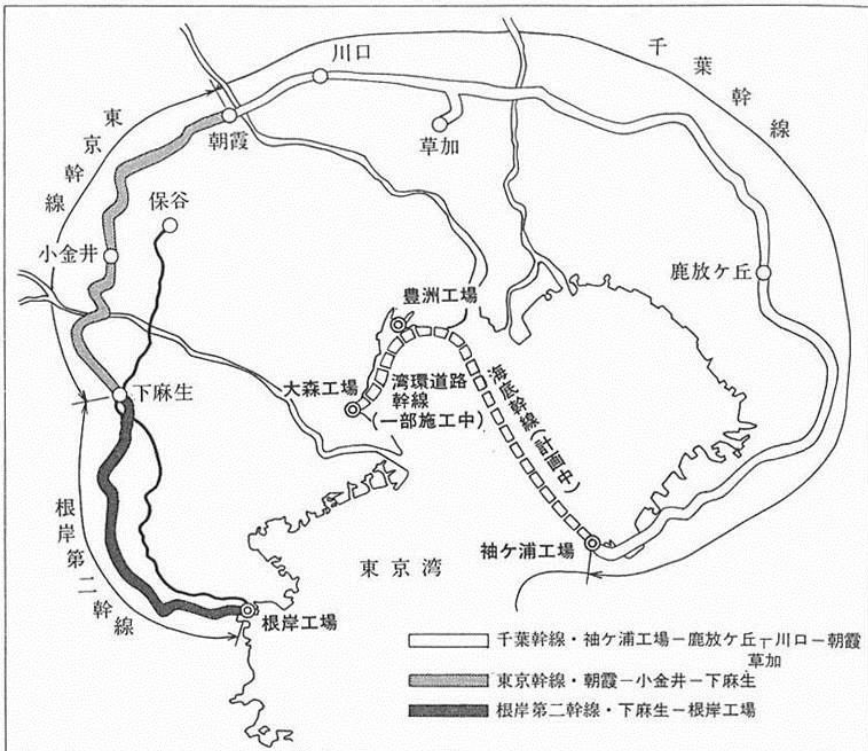 千葉幹線
東京幹線
川口
朝霞
草加
保谷
小金井
鹿放ケ丘
豊洲工場
大森工場
湾環道路
幹線
(一部施工中)
海底幹線(計画中)
下麻生
根岸第二幹線
東京湾
袖ケ浦工場
根岸工場
千葉幹線・袖ケ浦工場−鹿放ケ丘┬川口−朝霞
草加
東京幹線・朝霞−小金井−下麻生
根岸第二幹線・下麻生−根岸工場